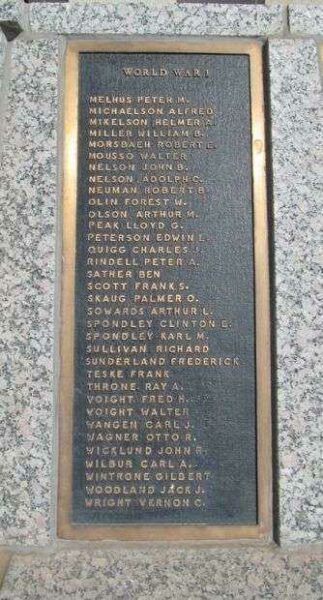 WORLD WAR I
MELHUS PETER M.
MICHAELSON ALFRED
MIKELSON HELMER A.
MILLER WILLIAM B.
MORSBACH ROBERT E.
MOUSSO WALTER
NELSON JOHN B.
NELSON ADOLPH C.
NEUMAN ROBERT B.
OLIN FOREST W.
OLSON ARTHUR M.
PEAK LLOYD G.
PETERSON EDWIN L.
QUIGG CHARLES J.
RINDELL PETER A.
SATHER BEN
SCOTT FRANK S.
SKAUG PALMER O.
SOWARDS ARTHUR L.
SPONDLEY CLINTON E.
SPONDLEY KARL M.
SULLIVAN RICHARD
SUNDERLAND FREDERICK
TESKE FRANK
THRONE RAY A.
VOIGHT FRED H.
VOIGHT WALTER
WANGEN CARL J.
WAGNER OTTO R.
WICKLUND JOHN R.
WILBUR CARL A.
WINTRONE GILBERT
WOODLAND JACK J.
WRIGHT VERNON C.